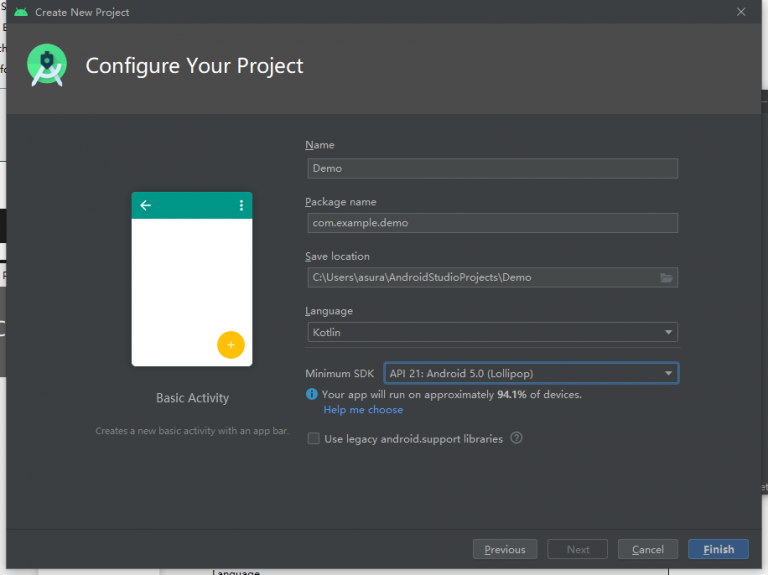 Create New Project
Configure Your Project
Name
Demo
Package name
com.example.demo
Save location
C:\Users\asura\AndroidStudioProjects\Demo
Language
Kotlin
Minimum SDK API 21: Android 5.0 (Lollipop)
Your app will run on approximately 94.1% of devices.
Help me choose
Use legacy android.support libraries
Basic Activity
Creates a new basic activity with an app bar.
Previous Next Cancel Finish
Language